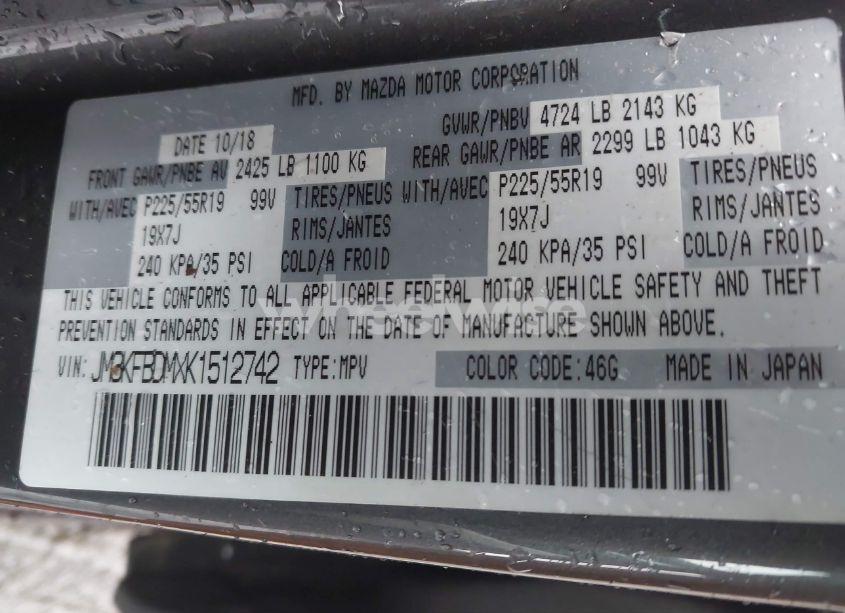 MFD. BY MAZDA MOTOR CORPORATION
DATE 10/18 GVWR/PNBV 4724 LB 2143 KG
FRONT GAWR/PNBE AV 2425 LB 1100 KG REAR GAWR/PNBE AR 2299 LB 1043 KG
WITH/AVEC P225/55R19 99V TIRES/PNEUS WITH/AVEC P225/55R19 99V TIRES/PNEUS
19X7J RIMS/JANTES 19X7J RIMS/JANTES
240 KPA/35 PSI COLD/A FROID 240 KPA/35 PSI COLD/A FROID
THIS VEHICLE CONFORMS TO ALL APPLICABLE FEDERAL MOTOR VEHICLE SAFETY AND THEFT
PREVENTION STANDARDS IN EFFECT ON THE DATE OF MANUFACTURE SHOWN ABOVE.
VIN: JM3KFBDMXK1512742 TYPE:MPV COLOR CODE:46G MADE IN JAPAN